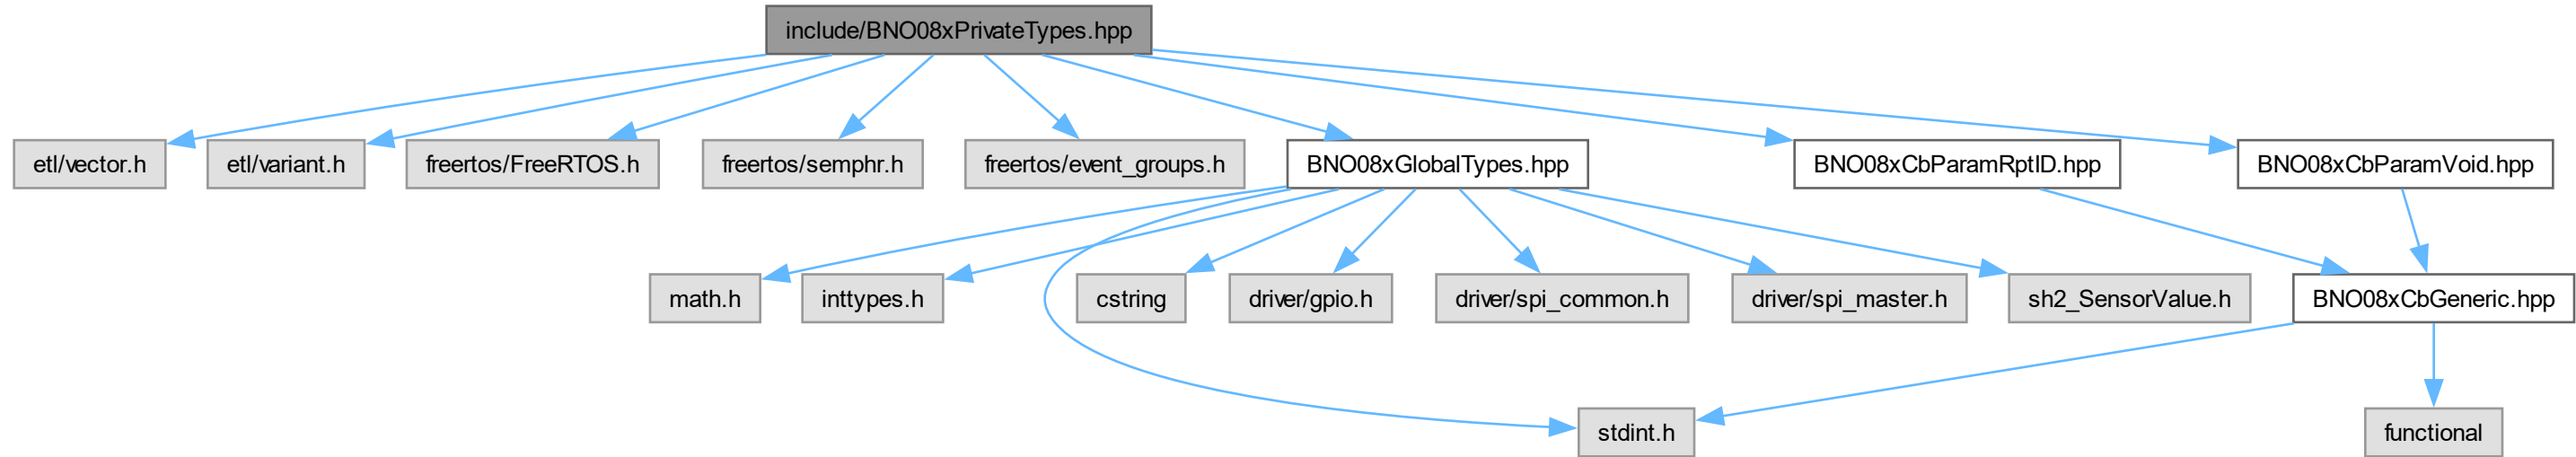 include/BNO08xPrivateTypes.hpp
etl/vector.h
etl/variant.h
freertos/FreeRTOS.h
freertos/semphr.h
freertos/event_groups.h
BNO08xGlobalTypes.hpp
BNO08xCbParamRptID.hpp
BNO08xCbParamVoid.hpp
math.h
inttypes.h
cstring
driver/gpio.h
driver/spi_common.h
driver/spi_master.h
sh2_SensorValue.h
BNO08xCbGeneric.hpp
stdint.h
functional